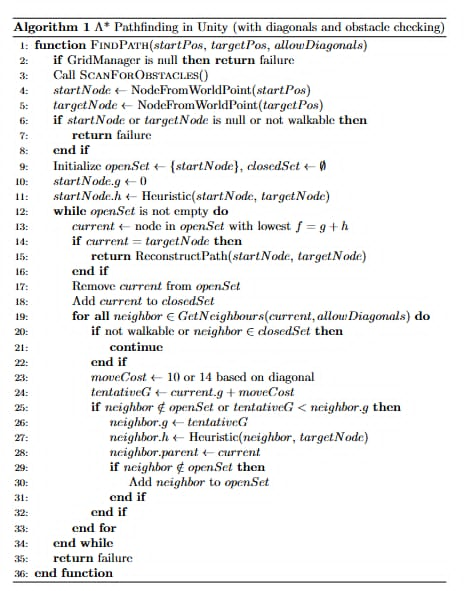 Algorithm 1 A* Pathfinding in Unity (with diagonals and obstacle checking)
1: function FINDPATH(startPos, targetPos, allowDiagonals)
2: if GridManager is null then return failure
3: Call SCANFOROBSTACLES()
4: startNode ← NodeFromWorldPoint(startPos)
5: targetNode ← NodeFromWorldPoint(targetPos)
6: if startNode or targetNode is null or not walkable then
7: return failure
8: end if
9: Initialize openSet ← {startNode}, closedSet ← ∅
10: startNode.g ← 0
11: startNode.h ← Heuristic(startNode, targetNode)
12: while openSet is not empty do
13: current ← node in openSet with lowest f = g + h
14: if current = targetNode then
15: return ReconstructPath(startNode, targetNode)
16: end if
17: Remove current from openSet
18: Add current to closedSet
19: for all neighbor ∈ GetNeighbours(current, allowDiagonals) do
20: if not walkable or neighbor ∈ closedSet then
21: continue
22: end if
23: moveCost ← 10 or 14 based on diagonal
24: tentativeG ← current.g + moveCost
25: if neighbor ∉ openSet or tentativeG < neighbor.g then
26: neighbor.g ← tentativeG
27: neighbor.h ← Heuristic(neighbor, targetNode)
28: neighbor.parent ← current
29: if neighbor ∉ openSet then
30: Add neighbor to openSet
31: end if
32: end if
33: end for
34: end while
35: return failure
36: end function